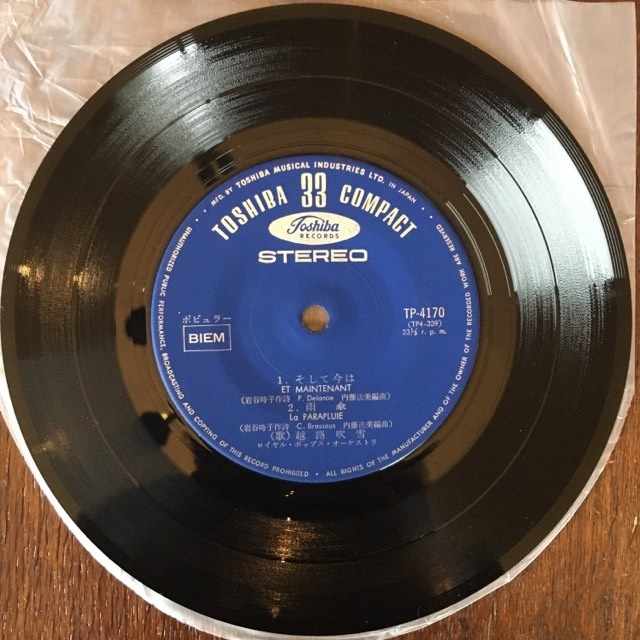 MFD. BY TOSHIBA MUSICAL INDUSTRIES LTD. IN JAPAN
TOSHIBA 33 COMPACT
Toshiba
RECORDS
STEREO
ポピュラー
BIEM
TP-4170
(TP4-339)
33⅓ r. p. m.
1. そして今は
ET MAINTENANT
(岩谷時子作詩 P. Delanoe 内藤法美編曲)
2. 雨傘
La PARAPLUIE
(岩谷時子作詩 C. Brasseus 内藤法美編曲)
(歌) 越路吹雪
ロイヤル・ポップス・オーケストラ
UNAUTHORIZED PUBLIC PERFORMANCE, BROADCASTING AND COPYING OF THIS RECORD PROHIBITED • ALL RIGHTS OF THE MANUFACTURER AND OF THE OWNER OF THE RECORDED WORK ARE RESERVED